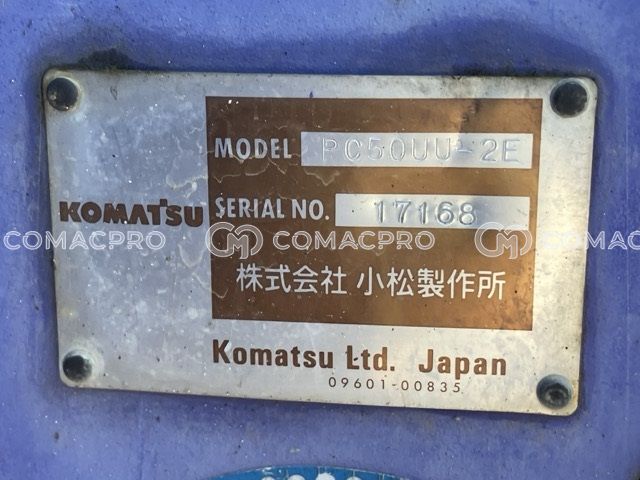 MODEL PC50UU-2E
KOMATSU
SERIAL NO. 17168
COMACPRO COMACPRO COMACPRO
株式会社 小松製作所
Komatsu Ltd. Japan
09601-00835